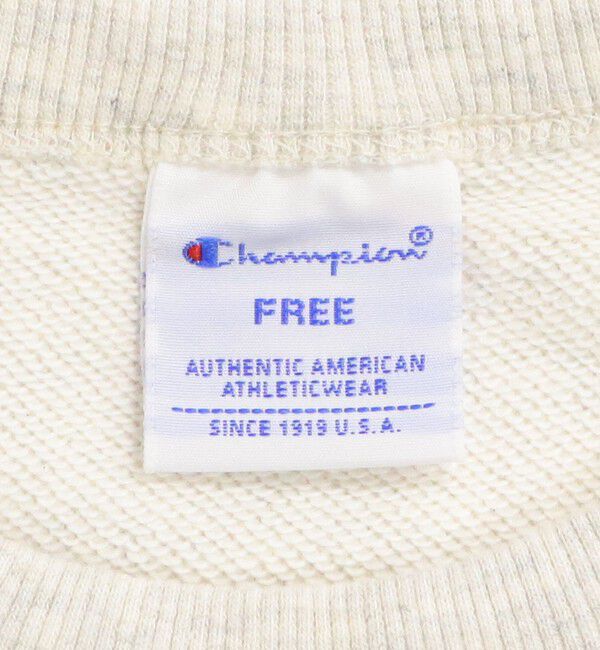 Champion®
FREE
AUTHENTIC AMERICAN
ATHLETICWEAR
SINCE 1919 U.S.A.